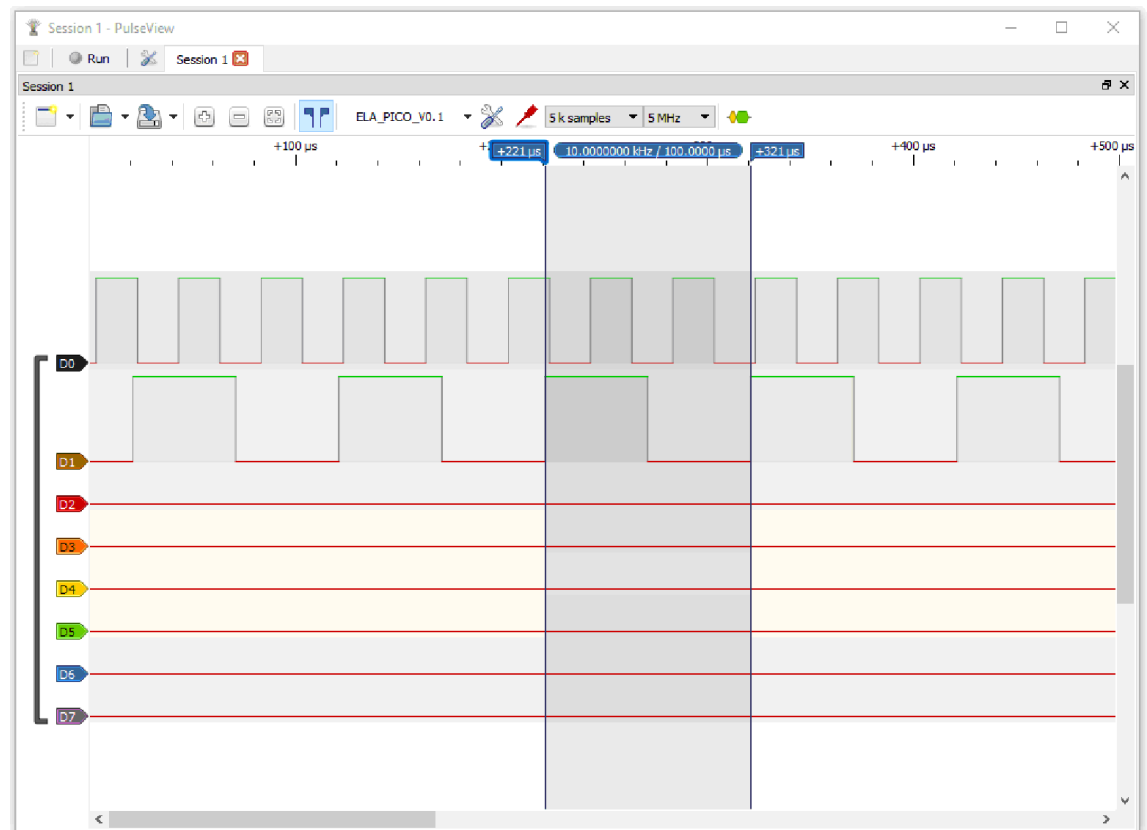 Session 1 - PulseView
Run Session 1
Session 1
ELA_PICO_V0.1 5 k samples 5 MHz
+100 µs +221 µs 10.0000000 kHz / 100.0000 µs +321 µs +400 µs +500 µs
D0
D1
D2
D3
D4
D5
D6
D7